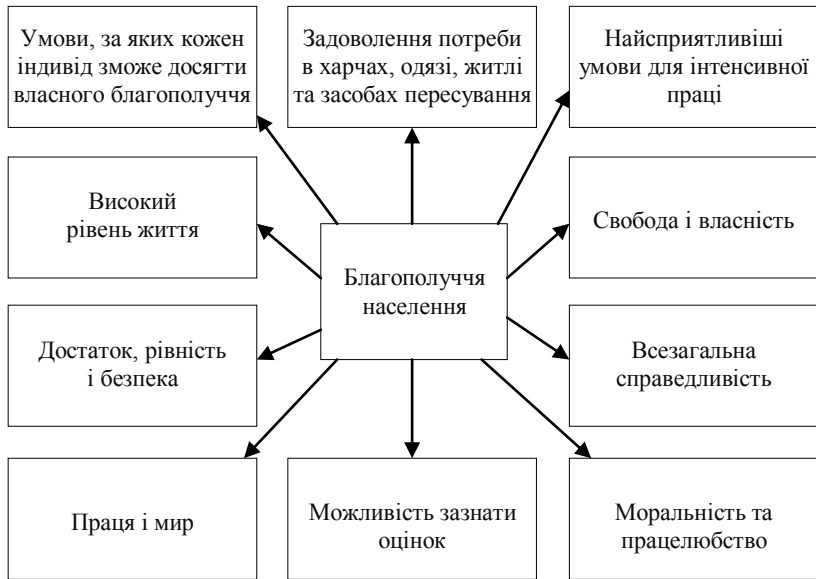 Умови, за яких кожен
індивід зможе досягти
власного благополуччя
Задоволення потреби
в харчах, одязі, житлі
та засобах пересування
Найсприятливіші
умови для інтенсивної
праці
Високий
рівень життя
Благополуччя
населення
Свобода і власність
Достаток, рівність
і безпека
Всезагальна
справедливість
Праця і мир
Можливість зазнати
оцінок
Моральність та
працелюбство